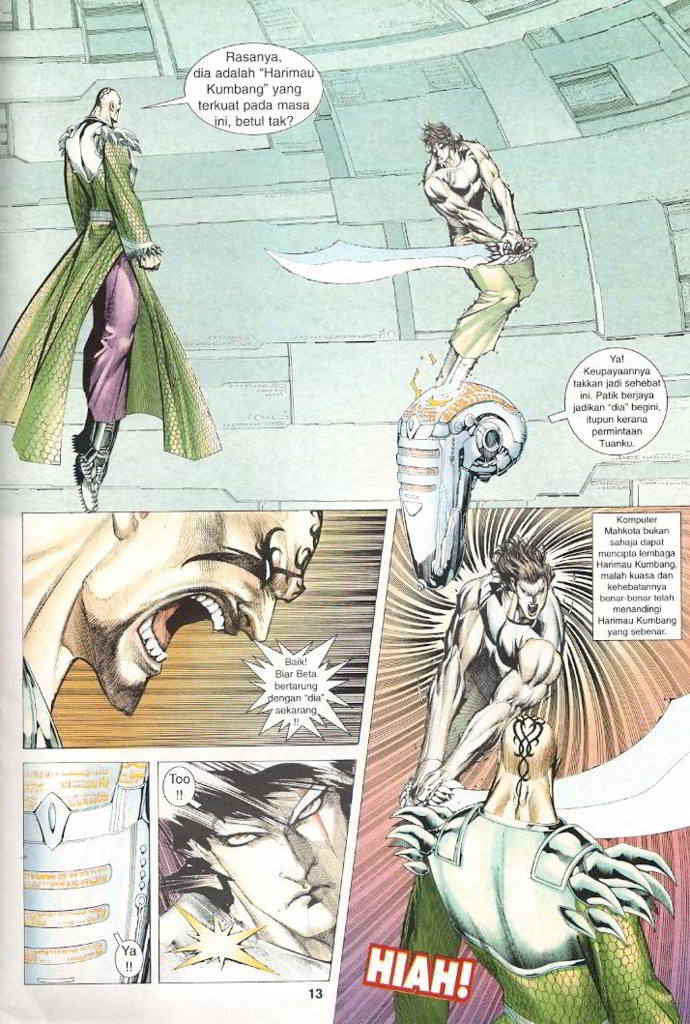 Rasanya,
dia adalah "Harimau
Kumbang" yang
terkuat pada masa
ini, betul tak?
Ya!
Keupayaannya
takkan jadi sehebat
ini. Patik berjaya
jadikan "dia" begini,
itupun kerana
permintaan
Tuanku.
Baik!
Biar Beta
bertarung
dengan "dia"
sekarang
!!
Komputer
Mahkota bukan
sahaja dapat
mencipta lembaga
Harimau Kumbang,
malah kuasa dan
kehebatannya
benar-benar telah
menandingi
Harimau Kumbang
yang sebenar.
Ya
!!
Too
!!
HIAH!
13